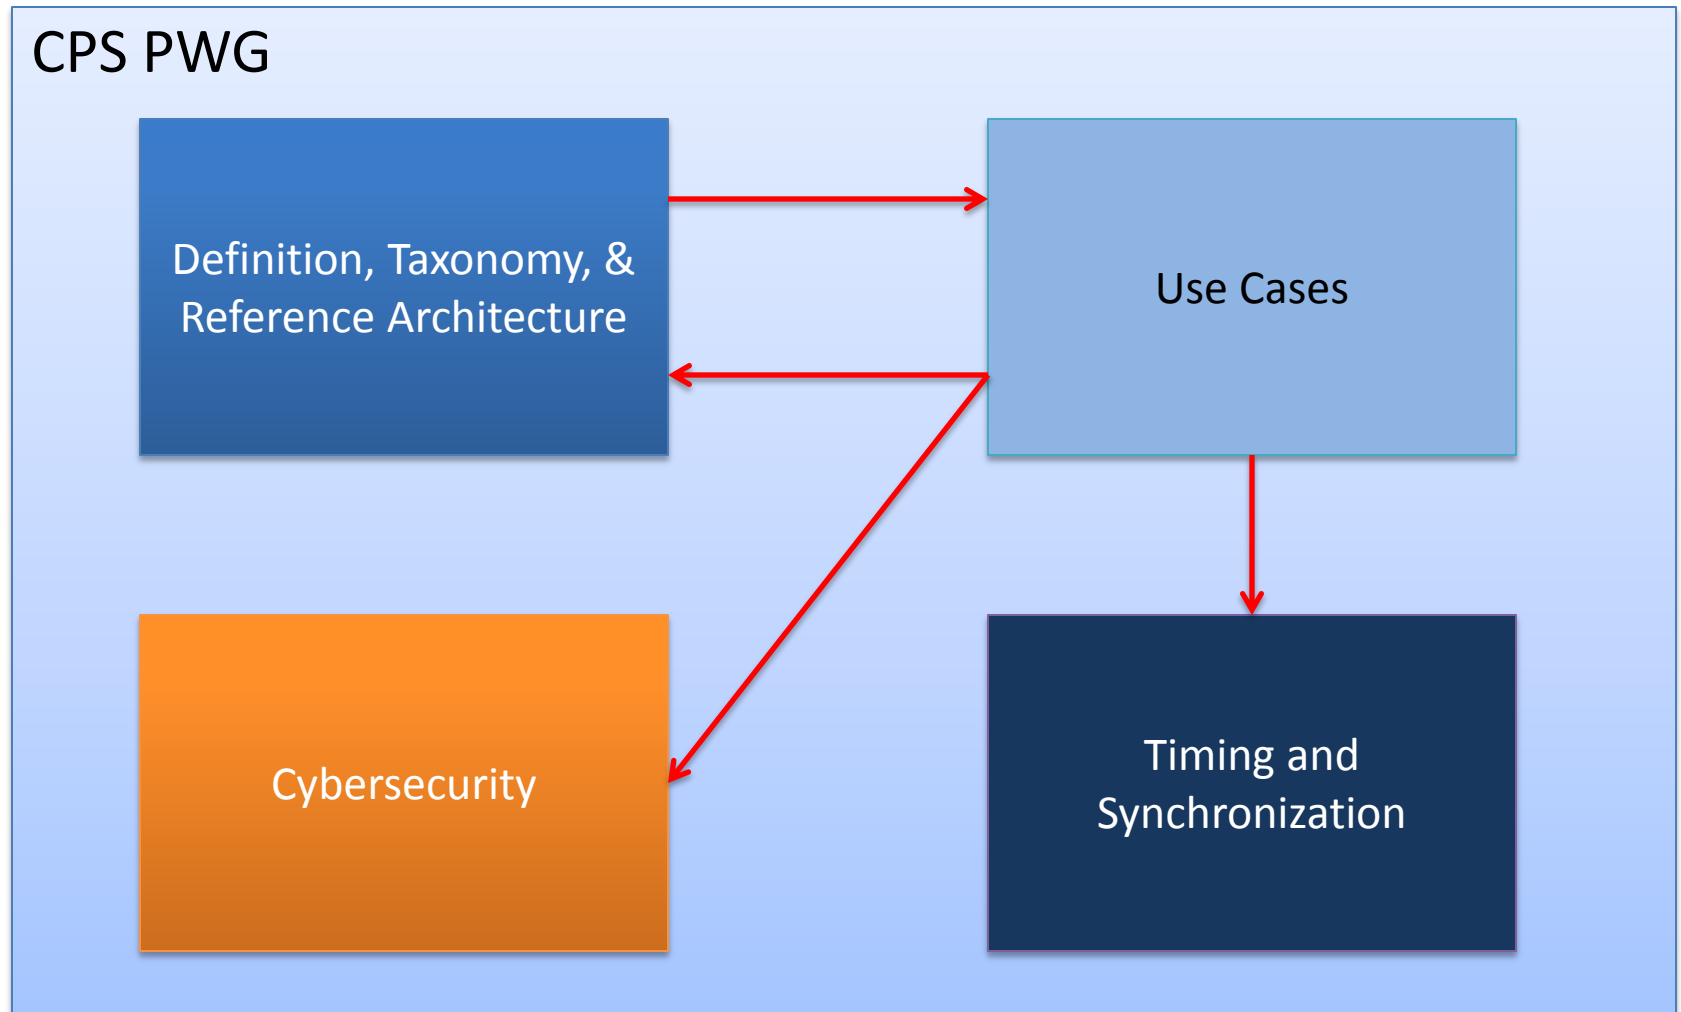 CPS PWG
Definition, Taxonomy, &
Reference Architecture
Use Cases
Cybersecurity
Timing and
Synchronization